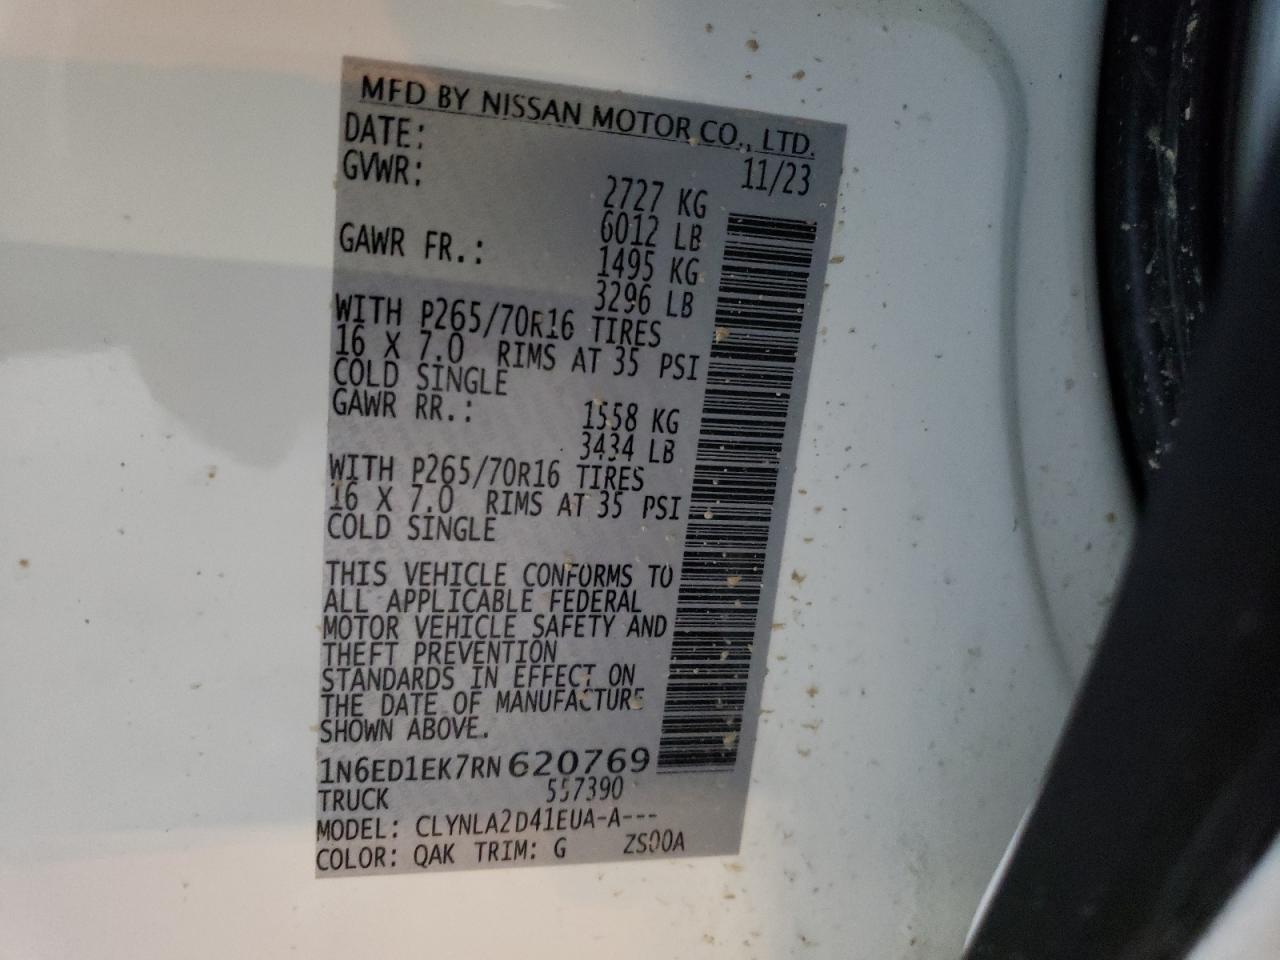 MFD BY NISSAN MOTOR CO., LTD.
DATE: 11/23
GVWR: 2727 KG
6012 LB
GAWR FR.: 1495 KG
3296 LB
WITH P265/70R16 TIRES
16 X 7.0 RIMS AT 35 PSI
COLD SINGLE
GAWR RR.: 1558 KG
3434 LB
WITH P265/70R16 TIRES
16 X 7.0 RIMS AT 35 PSI
COLD SINGLE
THIS VEHICLE CONFORMS TO
ALL APPLICABLE FEDERAL
MOTOR VEHICLE SAFETY AND
THEFT PREVENTION
STANDARDS IN EFFECT ON
THE DATE OF MANUFACTURE
SHOWN ABOVE.
1N6ED1EK7RN620769
TRUCK 557390
MODEL: CLYNLA2D41EUA-A---
COLOR: QAK TRIM: G ZS00A